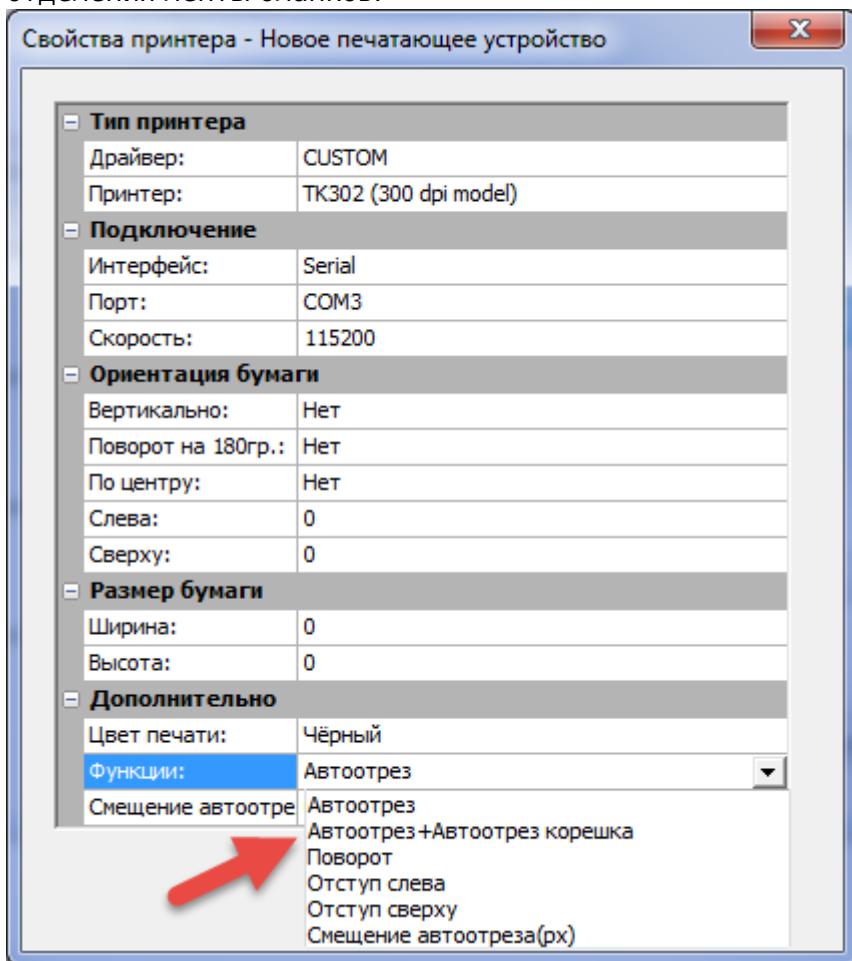 отделения ленты бланков.
Свойства принтера - Новое печатающее устройство
Тип принтера
Драйвер: CUSTOM
Принтер: TK302 (300 dpi model)
Подключение
Интерфейс: Serial
Порт: COM3
Скорость: 115200
Ориентация бумаги
Вертикально: Нет
Поворот на 180гр.: Нет
По центру: Нет
Слева: 0
Сверху: 0
Размер бумаги
Ширина: 0
Высота: 0
Дополнительно
Цвет печати: Чёрный
Функции: Автоотрез
Смещение автоотре Автоотрез
Автоотрез+Автоотрез корешка
Поворот
Отступ слева
Отступ сверху
Смещение автоотреза(px)